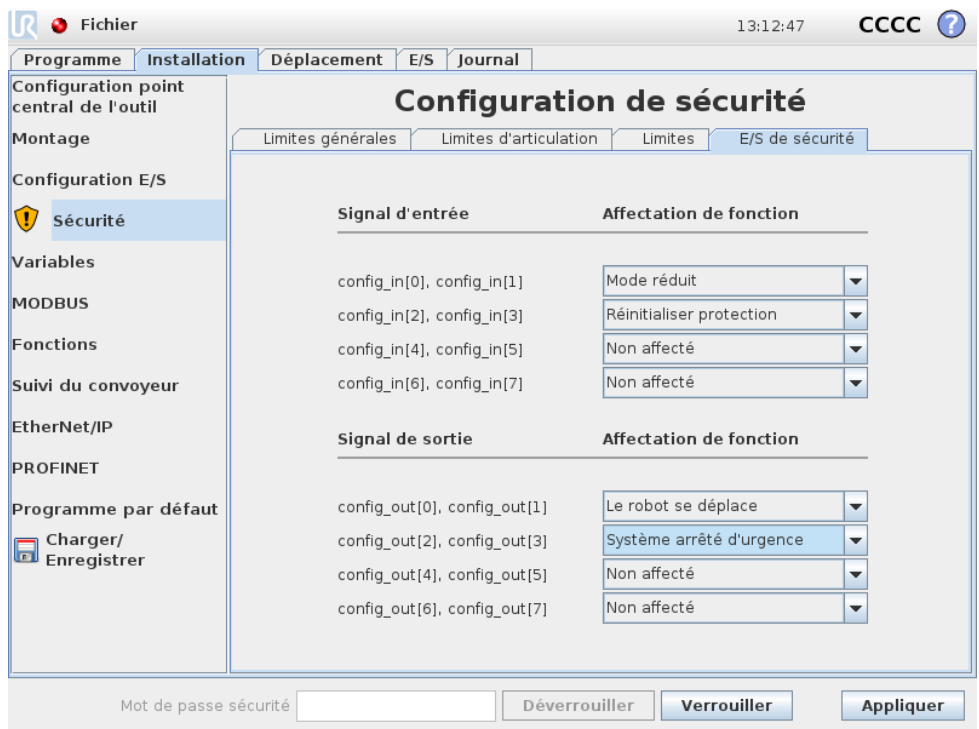 UR Fichier 13:12:47 CCCC ?
Programme Installation Déplacement E/S Journal
Configuration point
central de l'outil
Montage
Configuration E/S
Sécurité
Variables
MODBUS
Fonctions
Suivi du convoyeur
EtherNet/IP
PROFINET
Programme par défaut
Charger/
Enregistrer
Configuration de sécurité
Limites générales Limites d'articulation Limites E/S de sécurité
Signal d'entrée Affectation de fonction
config_in[0], config_in[1] Mode réduit
config_in[2], config_in[3] Réinitialiser protection
config_in[4], config_in[5] Non affecté
config_in[6], config_in[7] Non affecté
Signal de sortie Affectation de fonction
config_out[0], config_out[1] Le robot se déplace
config_out[2], config_out[3] Système arrêté d'urgence
config_out[4], config_out[5] Non affecté
config_out[6], config_out[7] Non affecté
Mot de passe sécurité Déverrouiller Verrouiller Appliquer